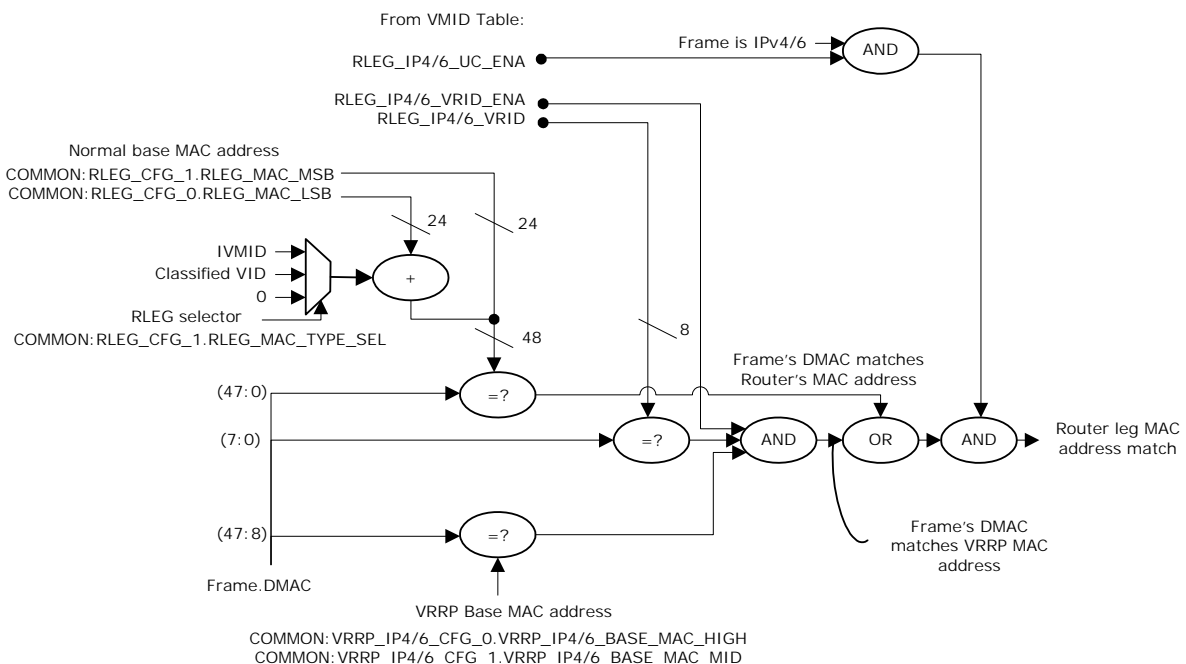 From VMID Table:
Frame is IPv4/6
AND
RLEG_IP4/6_UC_ENA
RLEG_IP4/6_VRID_ENA
RLEG_IP4/6_VRID
Normal base MAC address
COMMON:RLEG_CFG_1.RLEG_MAC_MSB
COMMON:RLEG_CFG_0.RLEG_MAC_LSB
24
24
IVMID
Classified VID
0
+
RLEG selector
COMMON:RLEG_CFG_1.RLEG_MAC_TYPE_SEL
48
8
Frame's DMAC matches
Router's MAC address
(47:0)
=?
(7:0)
=?
AND
OR
AND
Router leg MAC
address match
(47:8)
=?
Frame's DMAC
matches VRRP MAC
address
Frame.DMAC
VRRP Base MAC address
COMMON:VRRP_IP4/6_CFG_0.VRRP_IP4/6_BASE_MAC_HIGH
COMMON:VRRP_IP4/6_CFG_1.VRRP_IP4/6_BASE_MAC_MID